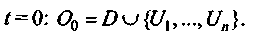 t=0: O₀ = D ∪ {U₁,...,Uₙ}.